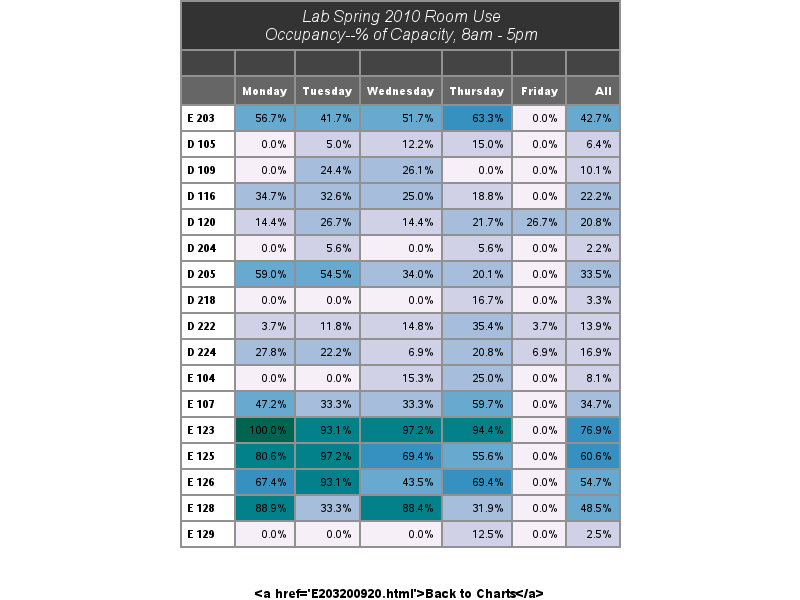 Lab Spring 2010 Room Use
Occupancy--% of Capacity, 8am - 5pm
Monday Tuesday Wednesday Thursday Friday All
E 203 56.7% 41.7% 51.7% 63.3% 0.0% 42.7%
D 105 0.0% 5.0% 12.2% 15.0% 0.0% 6.4%
D 109 0.0% 24.4% 26.1% 0.0% 0.0% 10.1%
D 116 34.7% 32.6% 25.0% 18.8% 0.0% 22.2%
D 120 14.4% 26.7% 14.4% 21.7% 26.7% 20.8%
D 204 0.0% 5.6% 0.0% 5.6% 0.0% 2.2%
D 205 59.0% 54.5% 34.0% 20.1% 0.0% 33.5%
D 218 0.0% 0.0% 0.0% 16.7% 0.0% 3.3%
D 222 3.7% 11.8% 14.8% 35.4% 3.7% 13.9%
D 224 27.8% 22.2% 6.9% 20.8% 6.9% 16.9%
E 104 0.0% 0.0% 15.3% 25.0% 0.0% 8.1%
E 107 47.2% 33.3% 33.3% 59.7% 0.0% 34.7%
E 123 100.0% 93.1% 97.2% 94.4% 0.0% 76.9%
E 125 80.6% 97.2% 69.4% 55.6% 0.0% 60.6%
E 126 67.4% 93.1% 43.5% 69.4% 0.0% 54.7%
E 128 88.9% 33.3% 88.4% 31.9% 0.0% 48.5%
E 129 0.0% 0.0% 0.0% 12.5% 0.0% 2.5%
<a href='E203200920.html'>Back to Charts</a>